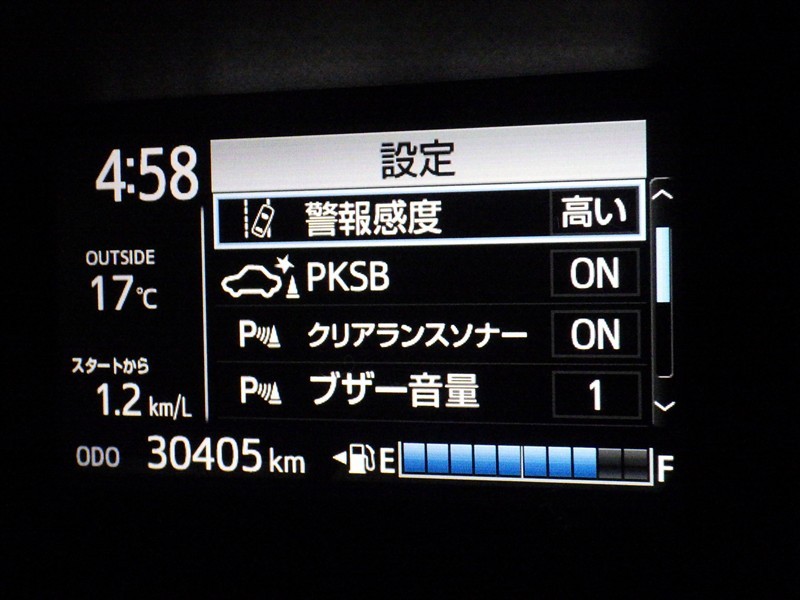 設定
4:58
警報感度 高い
PKSB ON
OUTSIDE
17℃
P クリアランスソナー ON
スタートから
1.2 km/L
P ブザー音量 1
ODO 30405 km E F